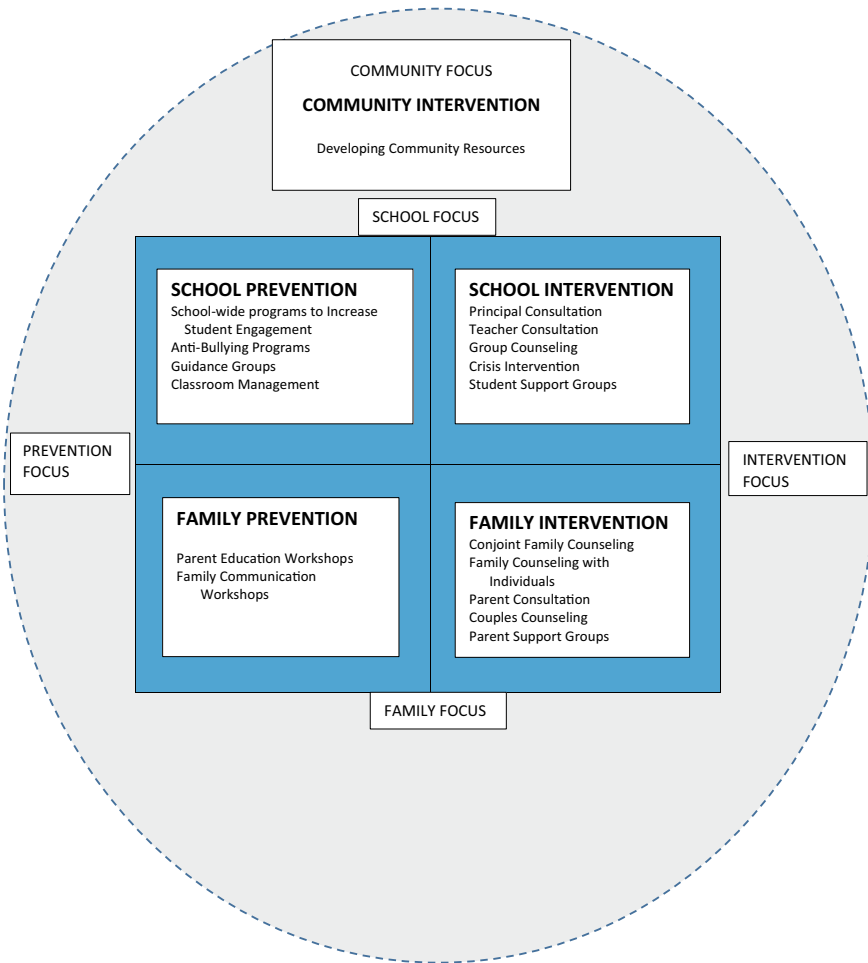 COMMUNITY FOCUS
COMMUNITY INTERVENTION
Developing Community Resources
SCHOOL FOCUS
SCHOOL PREVENTION
School-wide programs to Increase
Student Engagement
Anti-Bullying Programs
Guidance Groups
Classroom Management
SCHOOL INTERVENTION
Principal Consultation
Teacher Consultation
Group Counseling
Crisis Intervention
Student Support Groups
PREVENTION
FOCUS
INTERVENTION
FOCUS
FAMILY PREVENTION
Parent Education Workshops
Family Communication
Workshops
FAMILY INTERVENTION
Conjoint Family Counseling
Family Counseling with
Individuals
Parent Consultation
Couples Counseling
Parent Support Groups
FAMILY FOCUS